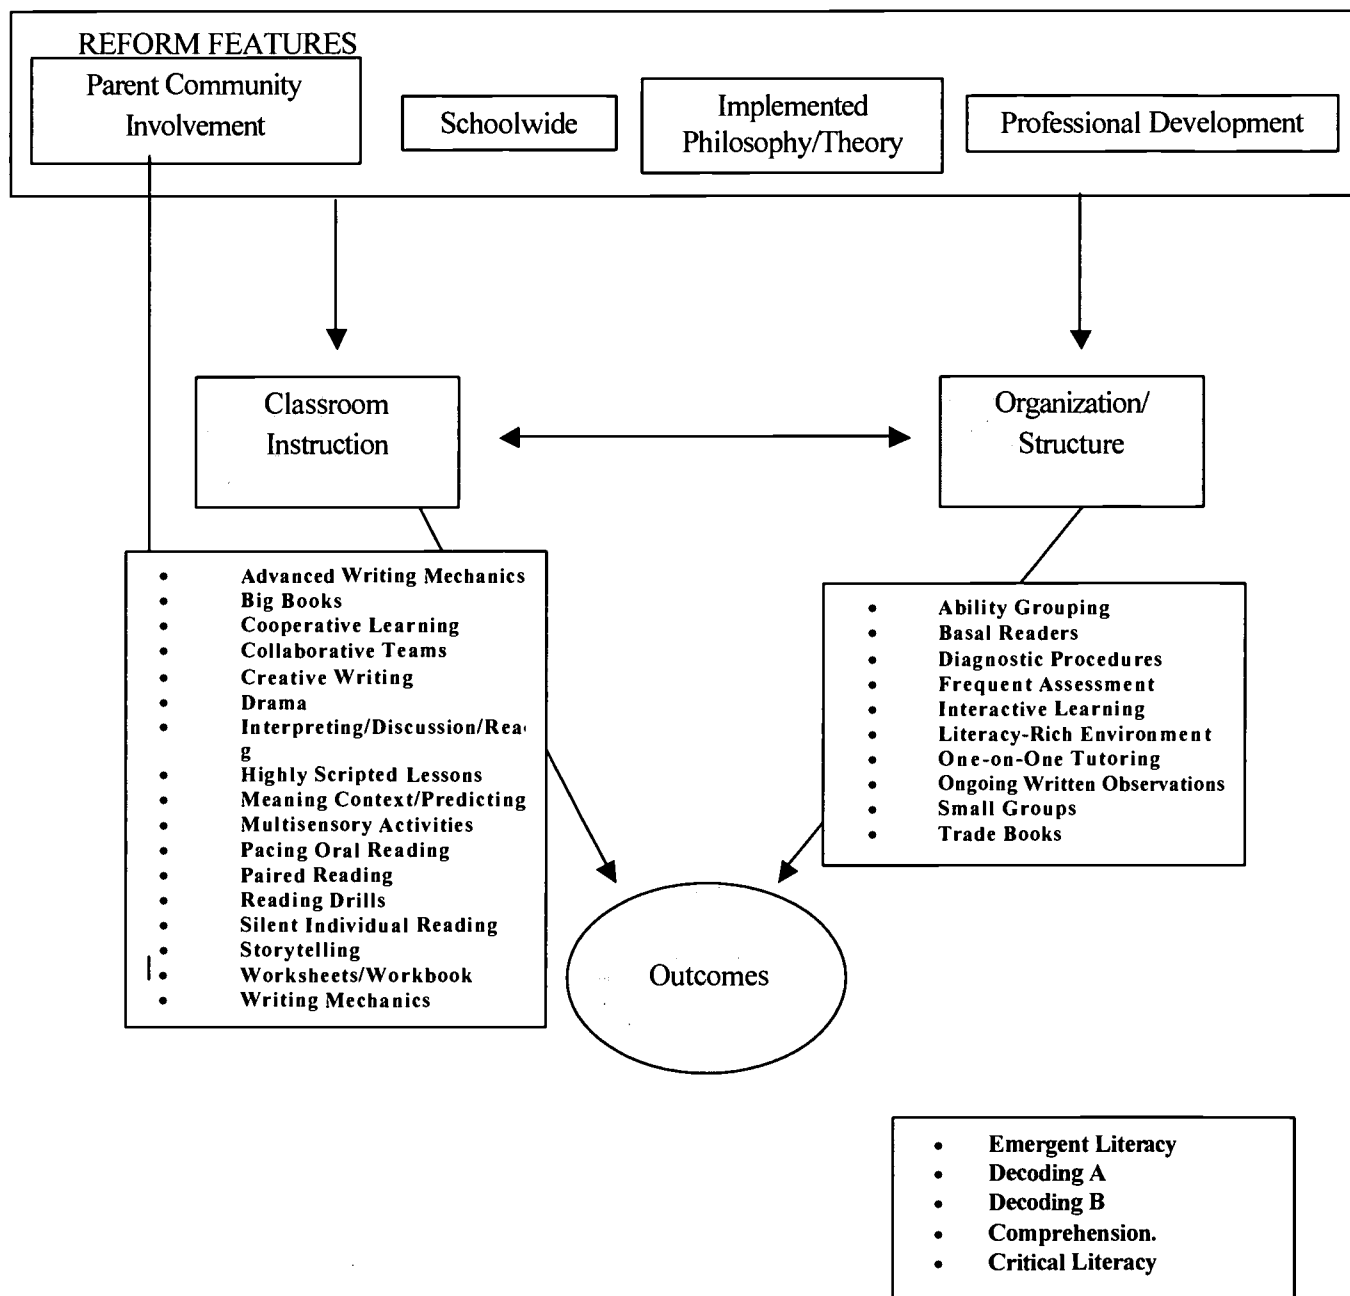 REFORM FEATURES
Parent Community
Involvement
Schoolwide
Implemented
Philosophy/Theory
Professional Development
Classroom
Instruction
Organization/
Structure
• Advanced Writing Mechanics
• Big Books
• Cooperative Learning
• Collaborative Teams
• Creative Writing
• Drama
• Interpreting/Discussion/Rea
g
• Highly Scripted Lessons
• Meaning Context/Predicting
• Multisensory Activities
• Pacing Oral Reading
• Paired Reading
• Reading Drills
• Silent Individual Reading
• Storytelling
• Worksheets/Workbook
• Writing Mechanics
• Ability Grouping
• Basal Readers
• Diagnostic Procedures
• Frequent Assessment
• Interactive Learning
• Literacy-Rich Environment
• One-on-One Tutoring
• Ongoing Written Observations
• Small Groups
• Trade Books
Outcomes
• Emergent Literacy
• Decoding A
• Decoding B
• Comprehension.
• Critical Literacy